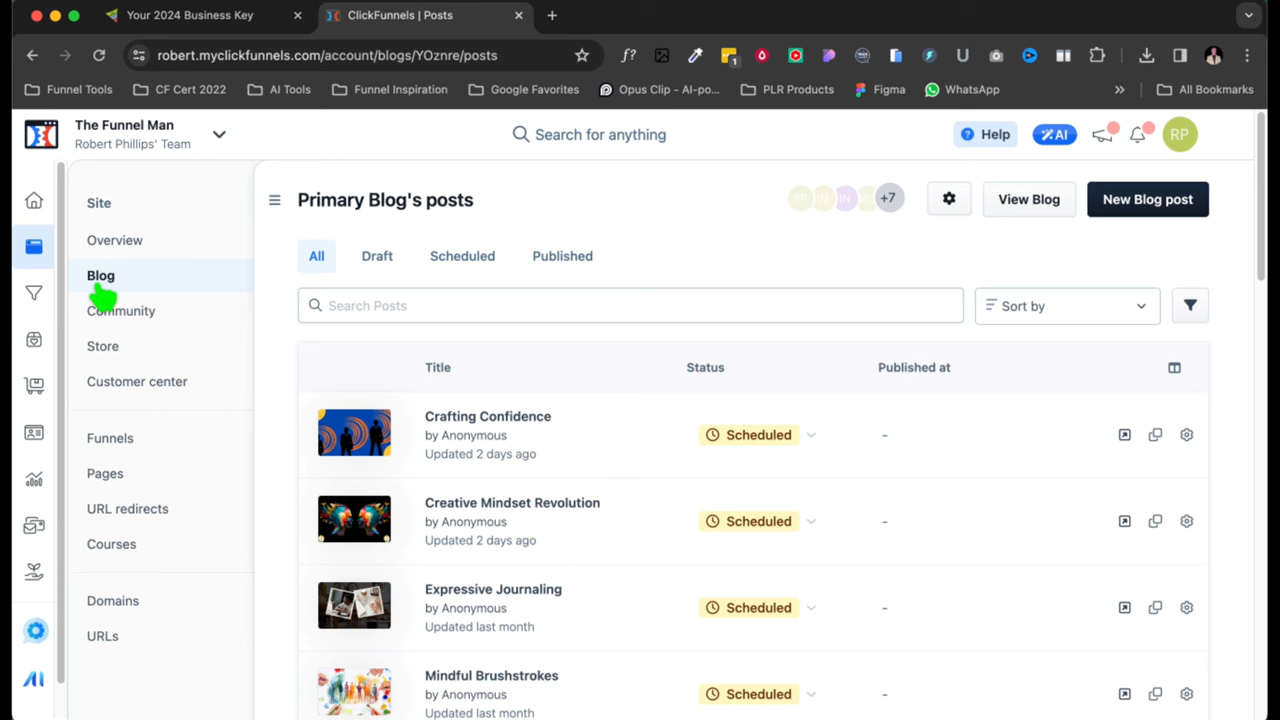 Your 2024 Business Key
ClickFunnels | Posts
robert.myclickfunnels.com/account/blogs/YOznre/posts
f?
1
Funnel Tools
CF Cert 2022
AI Tools
Funnel Inspiration
Google Favorites
Opus Clip - AI-po...
PLR Products
Figma
WhatsApp
»
All Bookmarks
The Funnel Man
Robert Phillips' Team
Search for anything
Help
AI
RP
Site
Overview
Blog
Community
Store
Customer center
Funnels
Pages
URL redirects
Courses
Domains
URLs
AI
Primary Blog's posts
RP
IN
IN
+7
View Blog
New Blog post
All
Draft
Scheduled
Published
Search Posts
Sort by
Title
Status
Published at
Crafting Confidence
by Anonymous
Updated 2 days ago
Scheduled
-
Creative Mindset Revolution
by Anonymous
Updated 2 days ago
Scheduled
-
Expressive Journaling
by Anonymous
Updated last month
Scheduled
-
Mindful Brushstrokes
by Anonymous
Updated last month
Scheduled
-